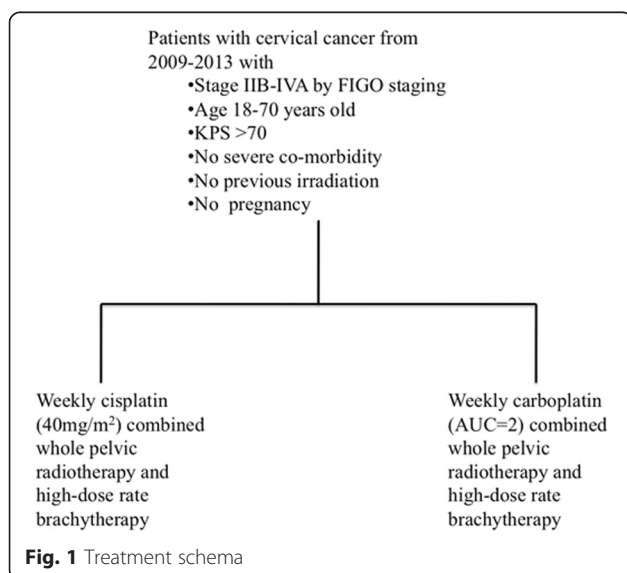 Patients with cervical cancer from
2009-2013 with
•Stage IIB-IVA by FIGO staging
•Age 18-70 years old
•KPS >70
•No severe co-morbidity
•No previous irradiation
•No pregnancy
Weekly cisplatin
(40mg/m²) combined
whole pelvic
radiotherapy and
high-dose rate
brachytherapy
Weekly carboplatin
(AUC=2) combined
whole pelvic
radiotherapy and
high-dose rate
brachytherapy
Fig. 1 Treatment schema